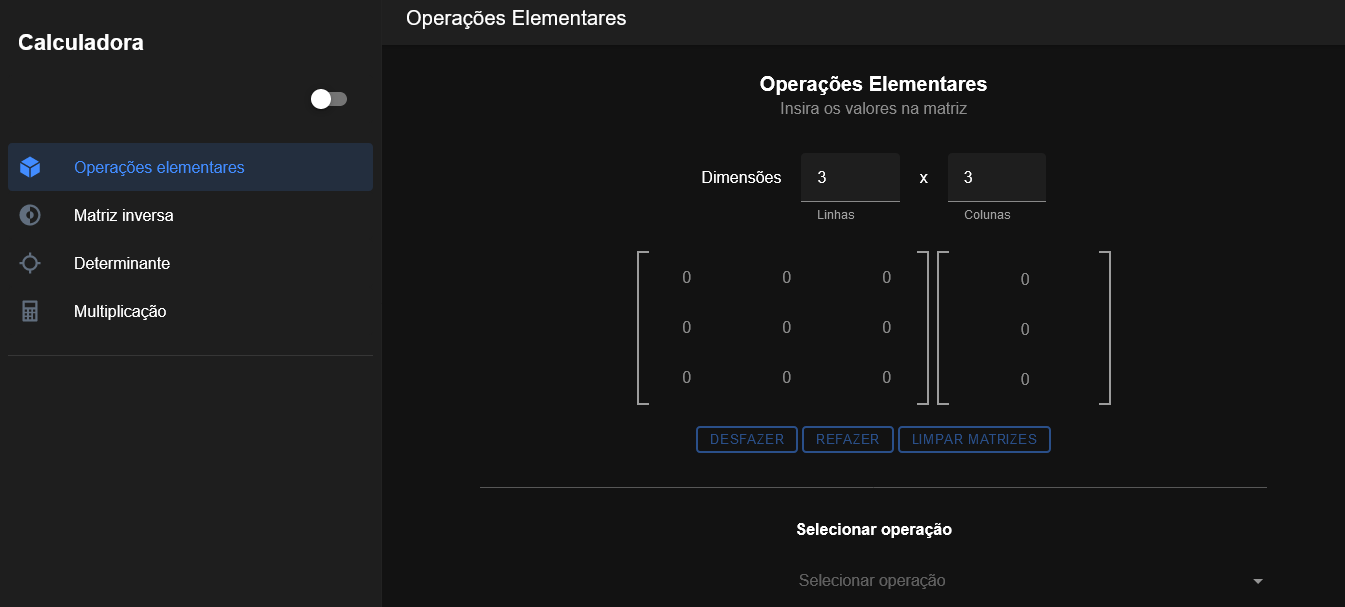 Calculadora
Operações elementares
Matriz inversa
Determinante
Multiplicação
Operações Elementares
Operações Elementares
Insira os valores na matriz
Dimensões 3 x 3
Linhas Colunas
0 0 0 0
0 0 0 0
0 0 0 0
DESFAZER REFAZER LIMPAR MATRIZES
Selecionar operação
Selecionar operação